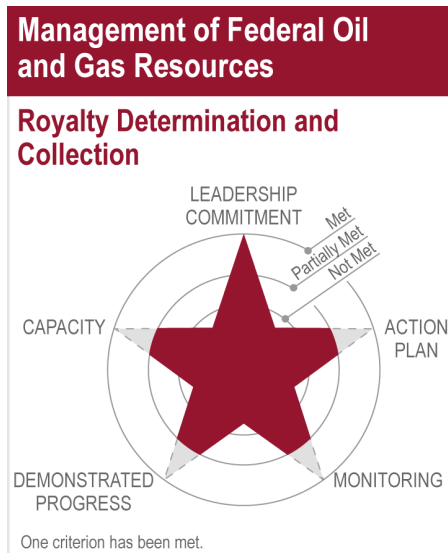 Management of Federal Oil
and Gas Resources
Royalty Determination and
Collection
LEADERSHIP
COMMITMENT
Met
Partially Met
Not Met
CAPACITY
ACTION
PLAN
DEMONSTRATED
PROGRESS
MONITORING
One criterion has been met.